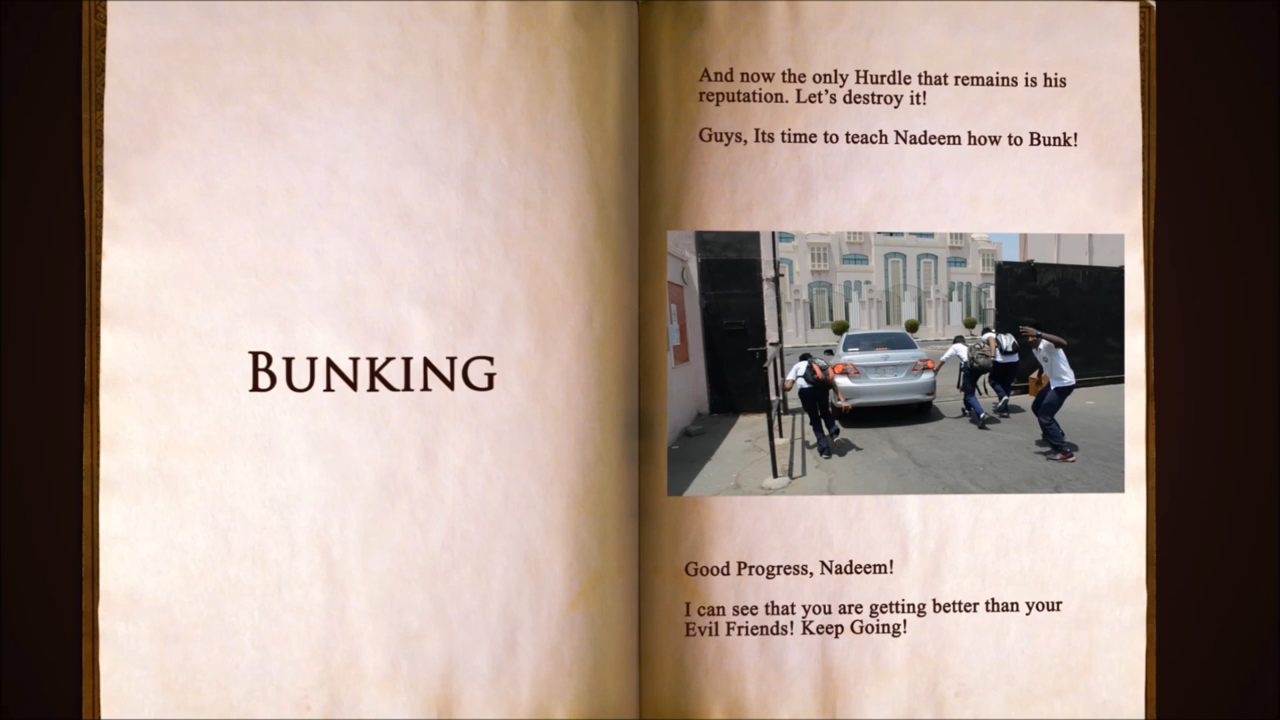 BUNKING
And now the only Hurdle that remains is his
reputation. Let's destroy it!
Guys, Its time to teach Nadeem how to Bunk!
Good Progress, Nadeem!
I can see that you are getting better than your
Evil Friends! Keep Going!